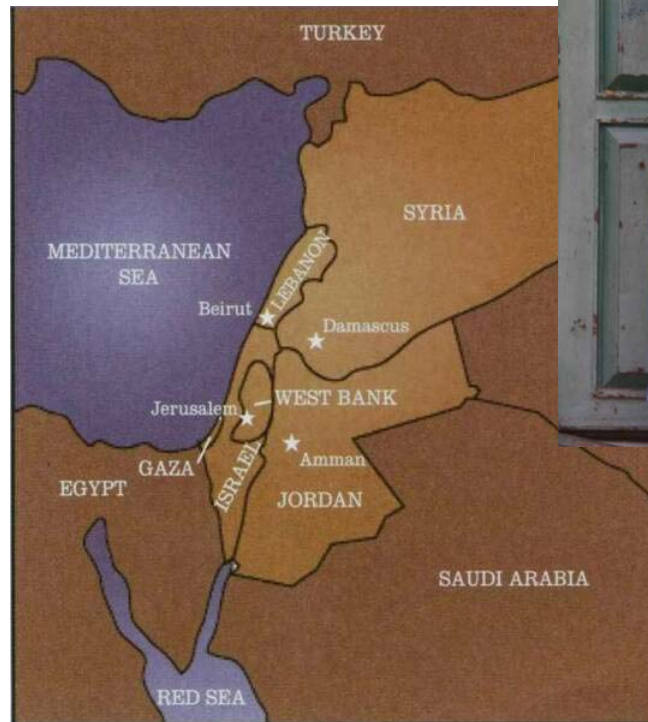 TURKEY
SYRIA
MEDITERRANEAN
SEA
LEBANON
Beirut
Damascus
WEST BANK
Jerusalem
GAZA
ISRAEL
Amman
EGYPT
JORDAN
SAUDI ARABIA
RED SEA